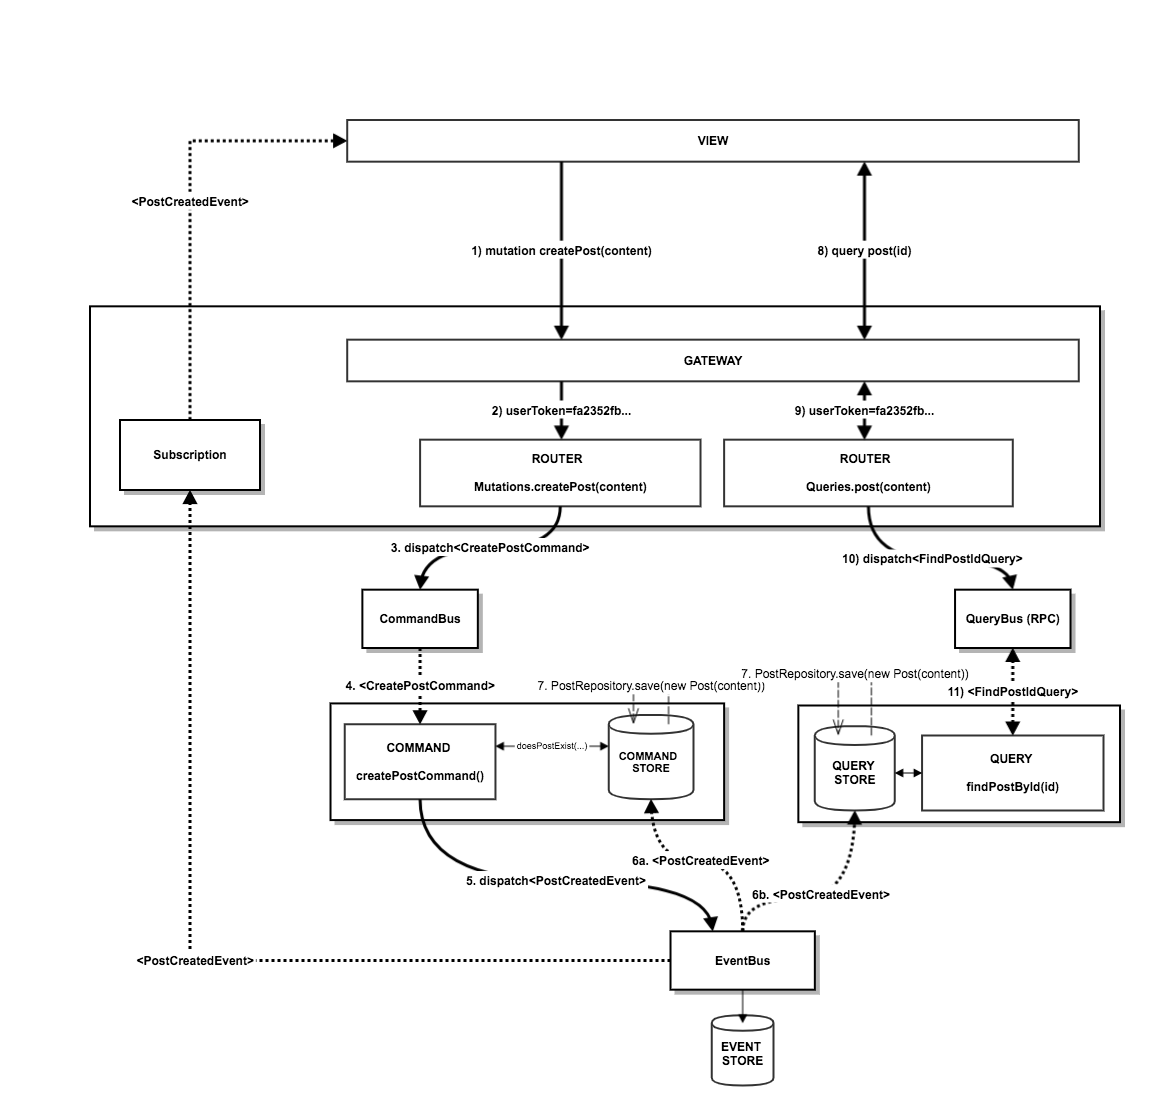 VIEW
<PostCreatedEvent>
1) mutation createPost(content)
8) query post(id)
GATEWAY
2) userToken=fa2352fb...
9) userToken=fa2352fb...
Subscription
ROUTER
Mutations.createPost(content)
ROUTER
Queries.post(content)
3. dispatch<CreatePostCommand>
10) dispatch<FindPostIdQuery>
CommandBus
QueryBus (RPC)
4. <CreatePostCommand>
7. PostRepository.save(new Post(content))
7. PostRepository.save(new Post(content))
11) <FindPostIdQuery>
COMMAND
createPostCommand()
doesPostExist(...)
COMMAND
STORE
QUERY
STORE
QUERY
findPostById(id)
6a. <PostCreatedEvent>
5. dispatch<PostCreatedEvent>
6b. <PostCreatedEvent>
<PostCreatedEvent>
EventBus
EVENT
STORE